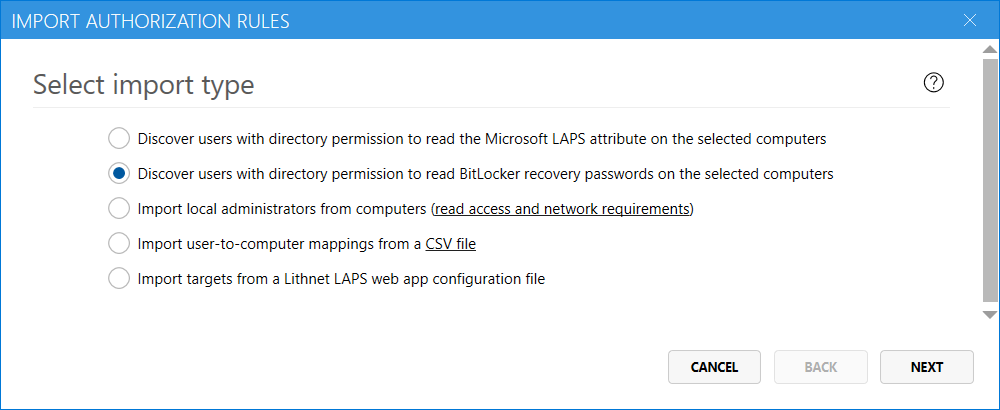 IMPORT AUTHORIZATION RULES
Select import type
Discover users with directory permission to read the Microsoft LAPS attribute on the selected computers
Discover users with directory permission to read BitLocker recovery passwords on the selected computers
Import local administrators from computers (read access and network requirements)
Import user-to-computer mappings from a CSV file
Import targets from a Lithnet LAPS web app configuration file
CANCEL BACK NEXT